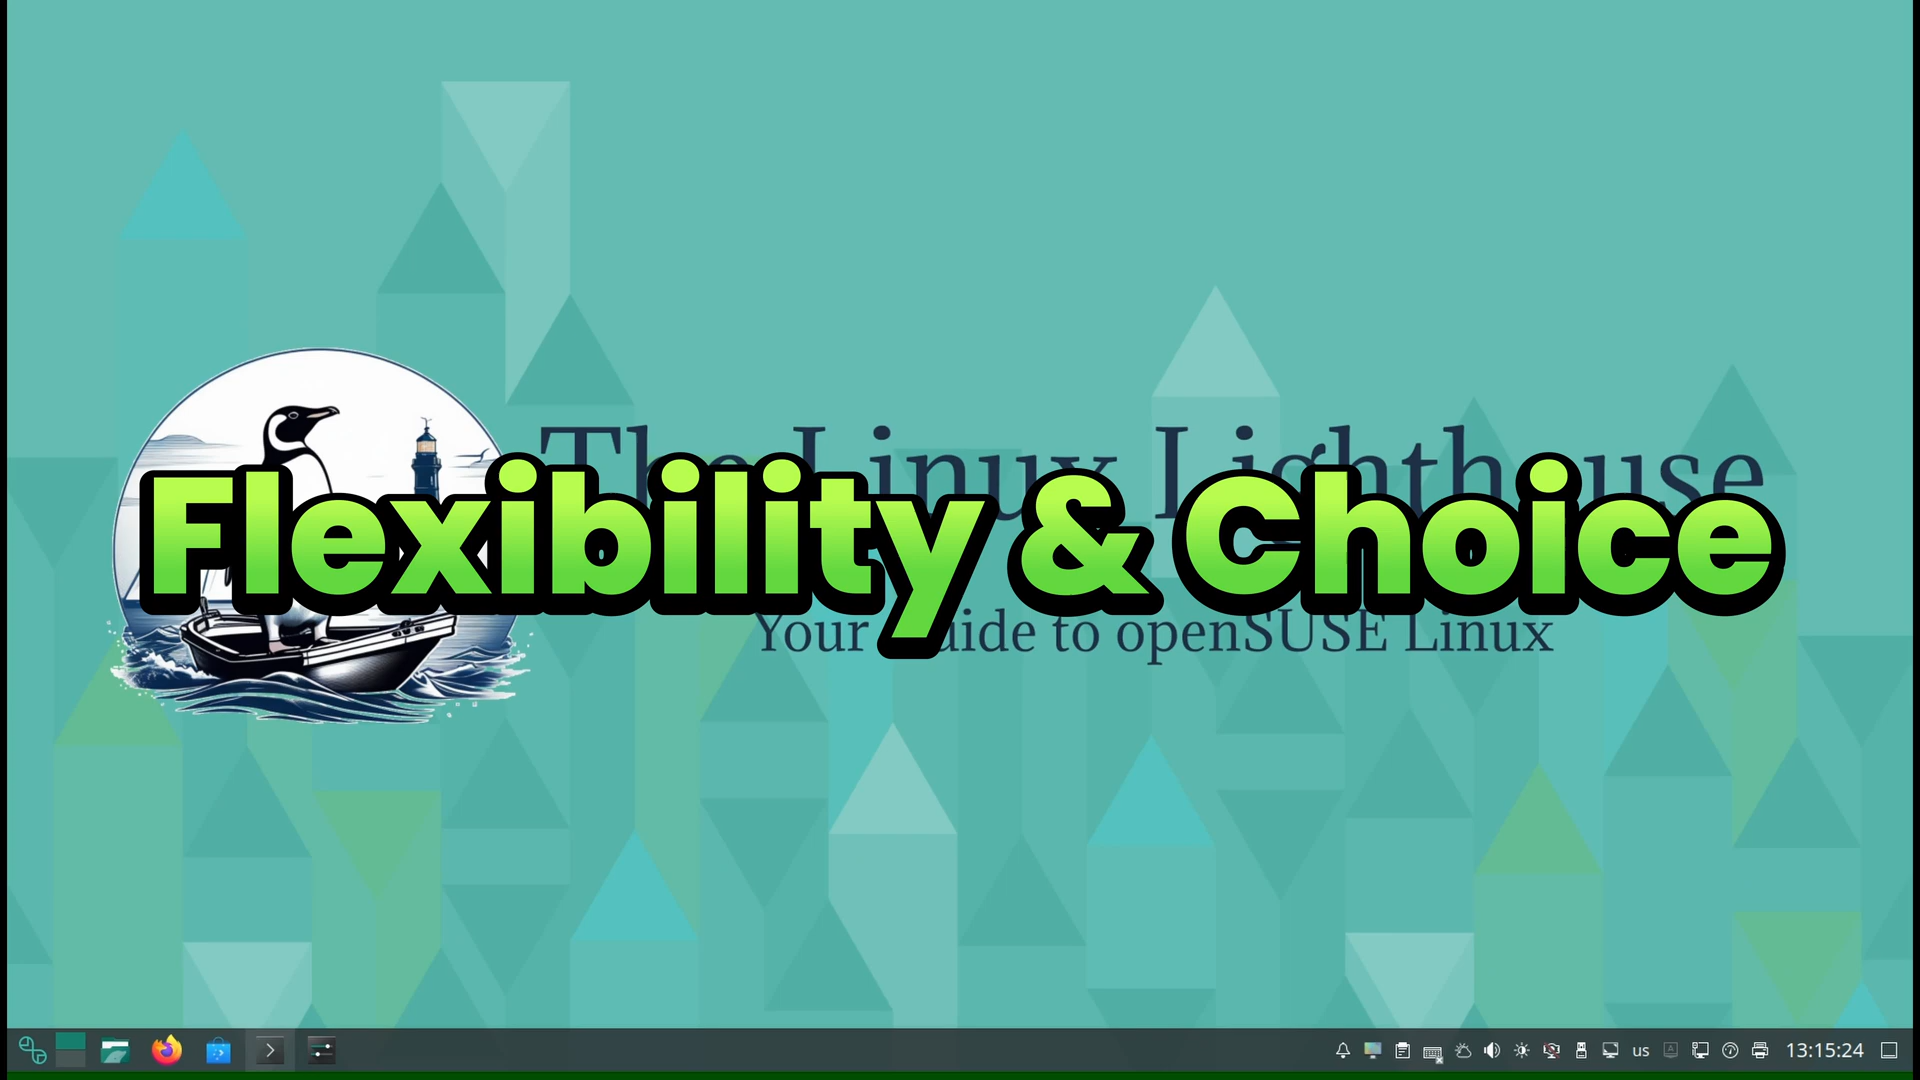 The Linux Lighthouse
Flexibility & Choice
Your Guide to openSUSE Linux
us
13:15:24